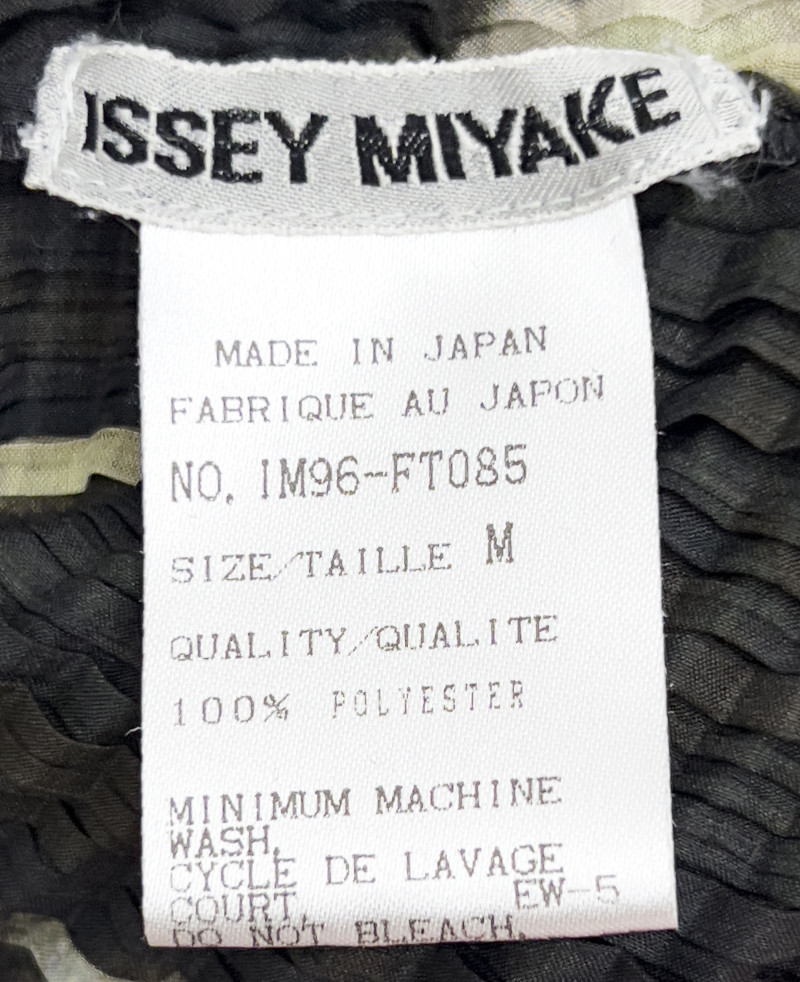 ISSEY MIYAKE
MADE IN JAPAN
FABRIQUE AU JAPON
NO. IM96-FT085
SIZE/TAILLE M
QUALITY/QUALITE
100% POLYESTER
MINIMUM MACHINE
WASH.
CYCLE DE LAVAGE
COURT. EW-5
DO NOT BLEACH.